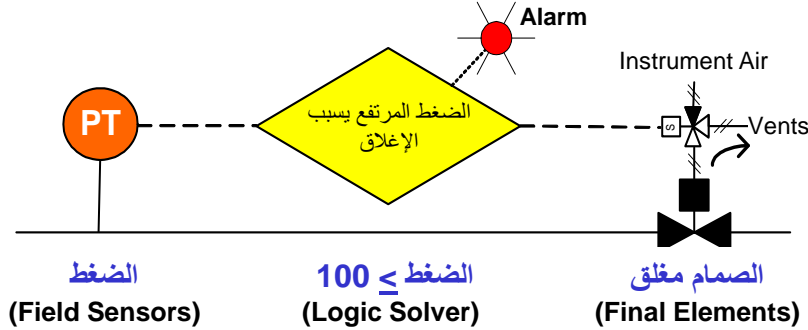 Alarm
Instrument Air
PT
الضغط المرتفع يسبب
الإغلاق
S
Vents
الضغط
الضغط ≥ 100
الصمام مغلق
(Field Sensors)
(Logic Solver)
(Final Elements)